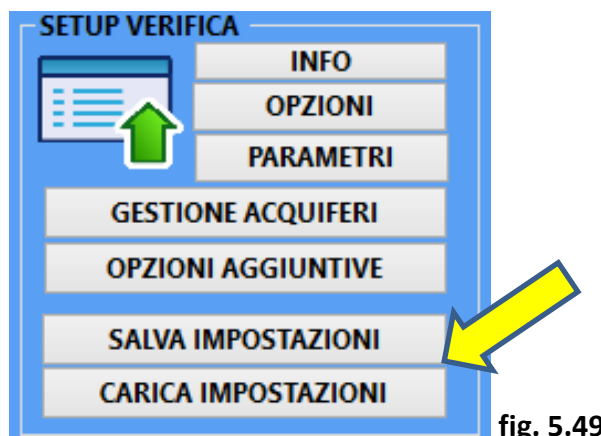 SETUP VERIFICA
INFO
OPZIONI
PARAMETRI
GESTIONE ACQUIFERI
OPZIONI AGGIUNTIVE
SALVA IMPOSTAZIONI
CARICA IMPOSTAZIONI
fig. 5.49